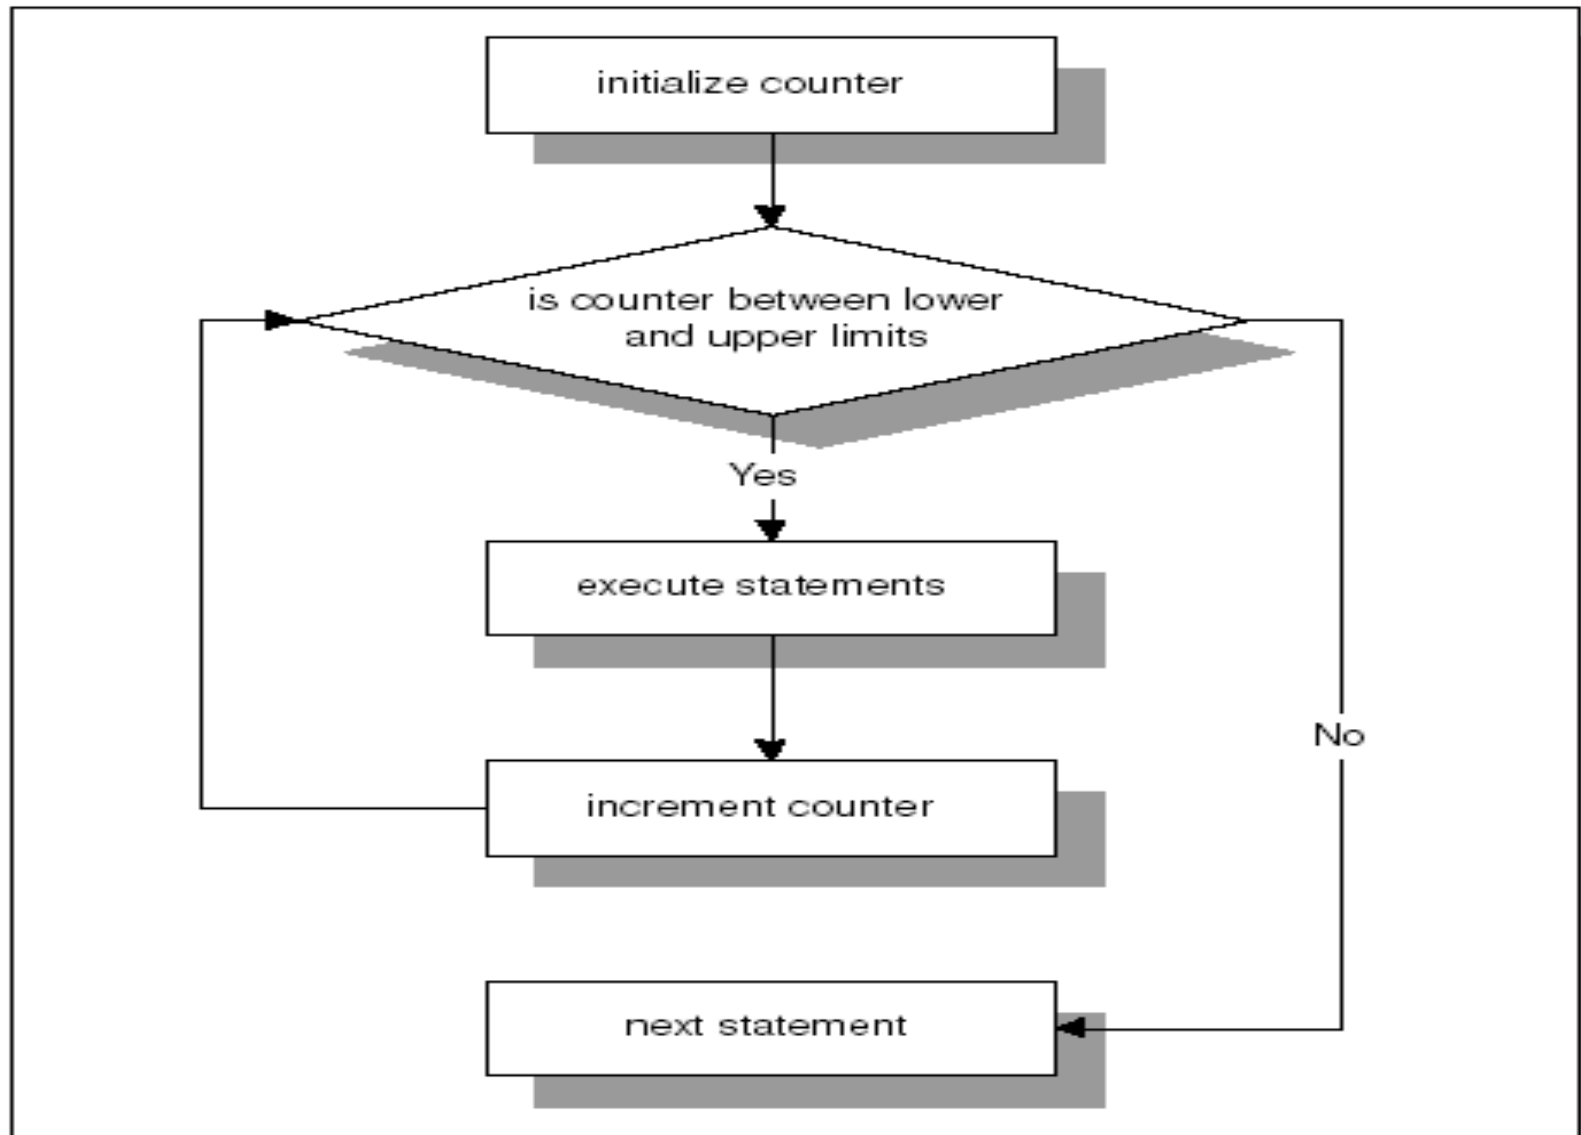 initialize counter
is counter between lower
and upper limits
Yes
execute statements
No
increment counter
next statement